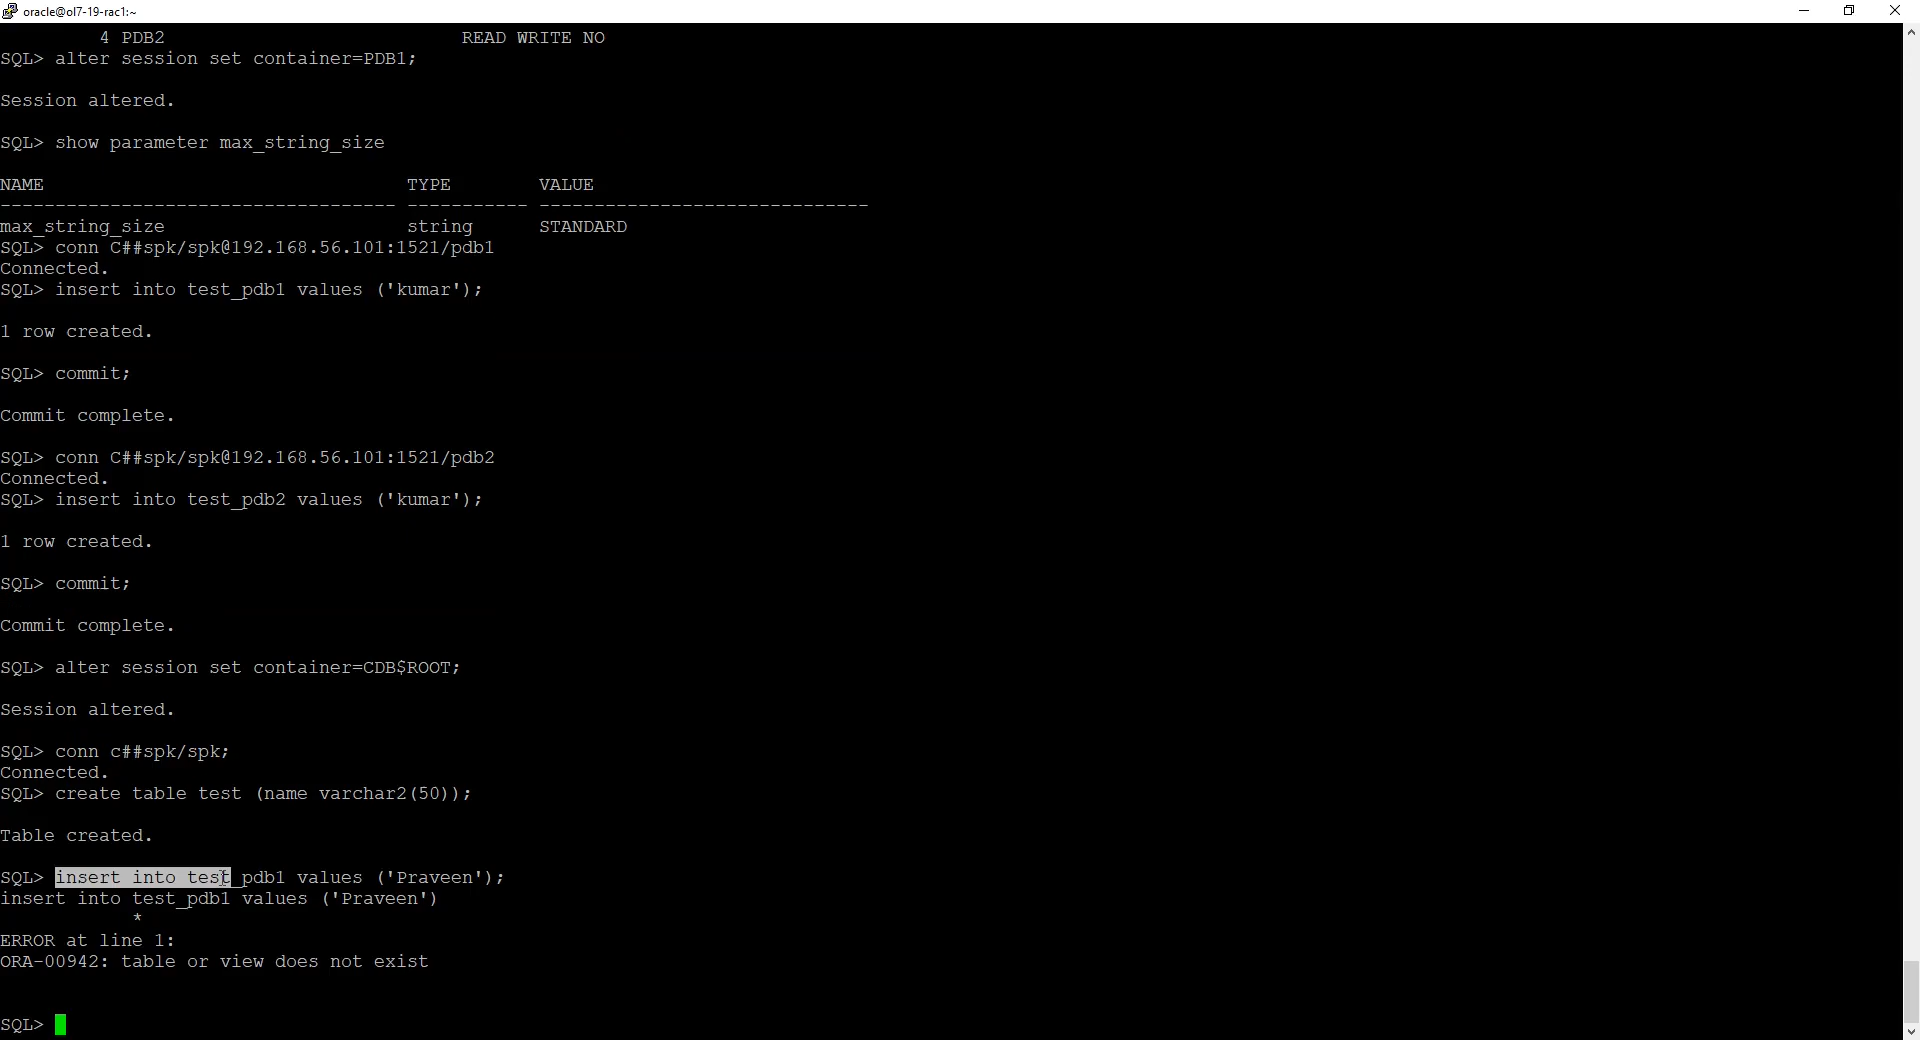 oracle@ol7-19-rac1:~
4 PDB2 READ WRITE NO
SQL> alter session set container=PDB1;
Session altered.
SQL> show parameter max_string_size
NAME TYPE VALUE
------------------------------------ ----------- ------------------------------
max_string_size string STANDARD
SQL> conn C##spk/spk@192.168.56.101:1521/pdb1
Connected.
SQL> insert into test_pdb1 values ('kumar');
1 row created.
SQL> commit;
Commit complete.
SQL> conn C##spk/spk@192.168.56.101:1521/pdb2
Connected.
SQL> insert into test_pdb2 values ('kumar');
1 row created.
SQL> commit;
Commit complete.
SQL> alter session set container=CDB$ROOT;
Session altered.
SQL> conn c##spk/spk;
Connected.
SQL> create table test (name varchar2(50));
Table created.
SQL> insert into test_pdb1 values ('Praveen');
insert into test_pdb1 values ('Praveen')
*
ERROR at line 1:
ORA-00942: table or view does not exist
SQL>